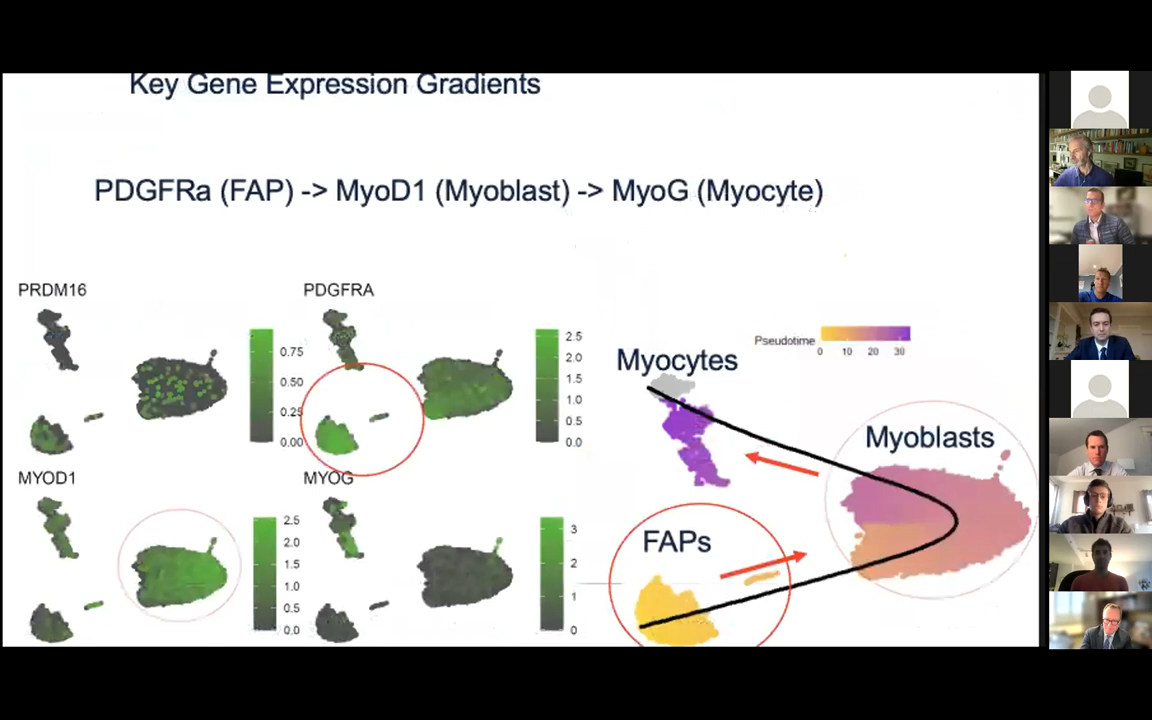 Key Gene Expression Gradients
PDGFRa (FAP) -> MyoD1 (Myoblast) -> MyoG (Myocyte)
PRDM16
0.75
0.50
0.25
0.00
PDGFRA
2.5
2.0
1.5
1.0
0.5
0.0
MYOD1
2.5
2.0
1.5
1.0
0.5
0.0
MYOG
3
2
1
0
Pseudotime
0 10 20 30
Myocytes
Myoblasts
FAPs